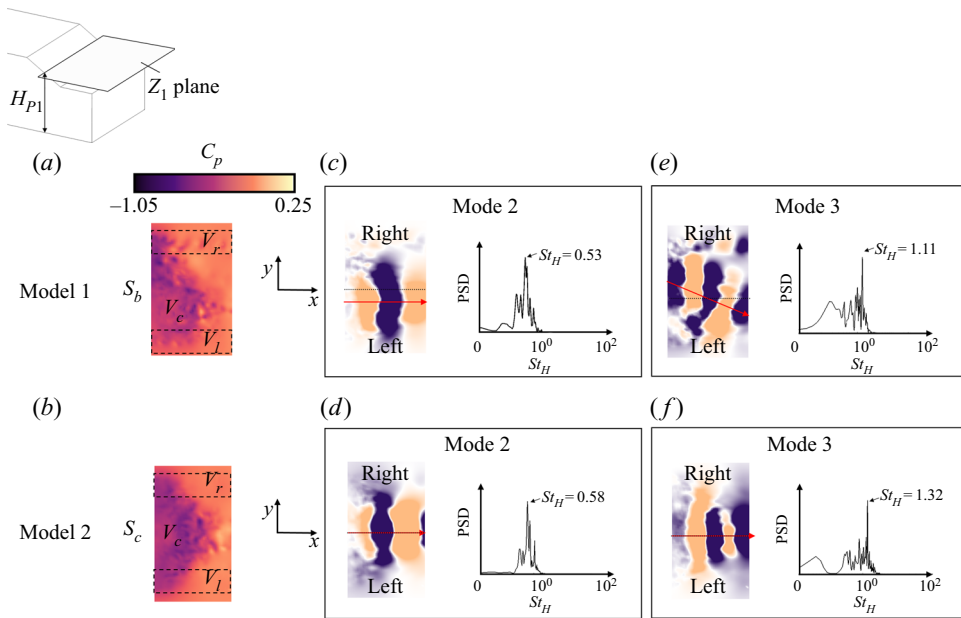 H_P1
Z_1 plane
(a)
C_p
–1.05 0.25
(c)
(e)
Model 1
S_b
V_r
V_c
V_l
y
x
Mode 2
Right
Left
PSD
St_H = 0.53
0 10^0 10^2
St_H
Mode 3
Right
Left
PSD
St_H = 1.11
0 10^0 10^2
St_H
(b)
(d)
(f)
Model 2
S_c
V_r
V_c
V_l
y
x
Mode 2
Right
Left
PSD
St_H = 0.58
0 10^0 10^2
St_H
Mode 3
Right
Left
PSD
St_H = 1.32
0 10^0 10^2
St_H